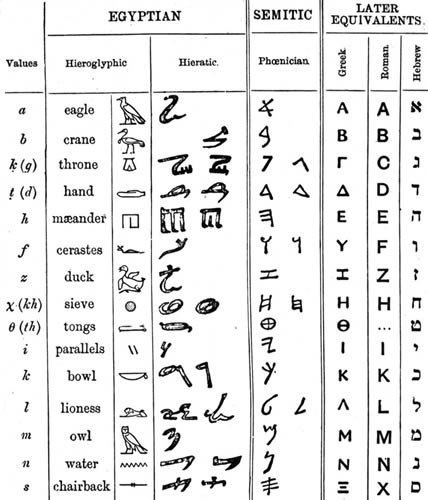 EGYPTIAN SEMITIC LATER EQUIVALENTS.
Values Hieroglyphic Hieratic. Phœnician. Greek. Roman. Hebrew
a eagle Α A א
b crane Β B ב
ḳ (g) throne Γ C ג
ṭ (d) hand Δ D ד
h mæander Ε E ה
f cerastes Υ F ו
z duck Ζ Z ז
χ (kh) sieve Η H ח
θ (th) tongs Θ ... ט
i parallels Ι I י
k bowl Κ K כ
l lioness Λ L ל
m owl Μ M מ
n water Ν N נ
s chairback Ξ X ס